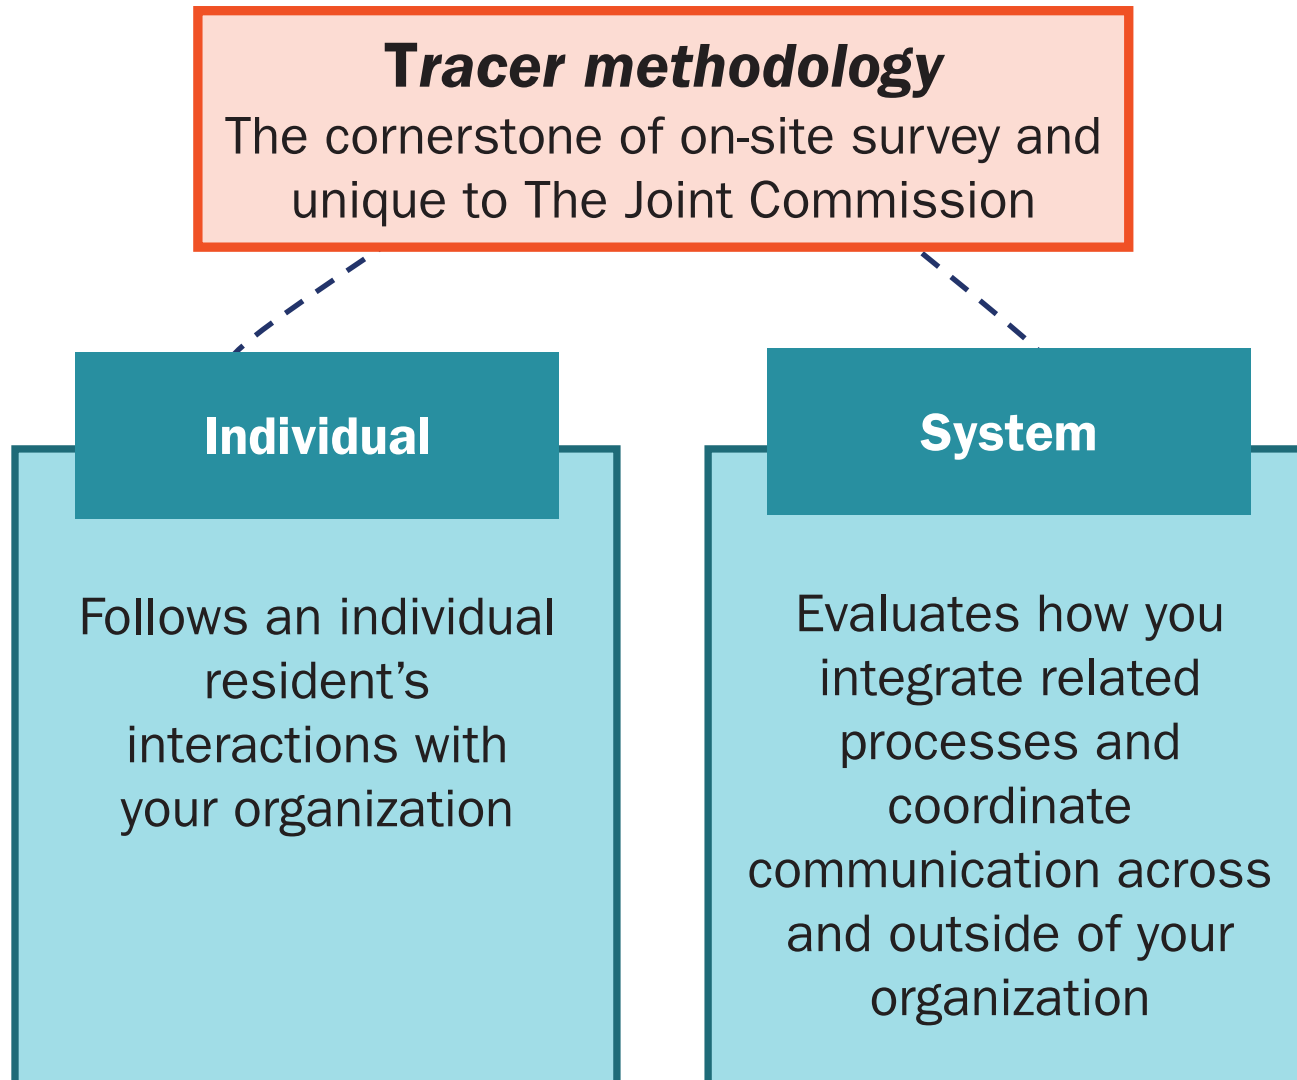 Tracer methodology
The cornerstone of on-site survey and
unique to The Joint Commission
Individual
Follows an individual
resident’s
interactions with
your organization
System
Evaluates how you
integrate related
processes and
coordinate
communication across
and outside of your
organization